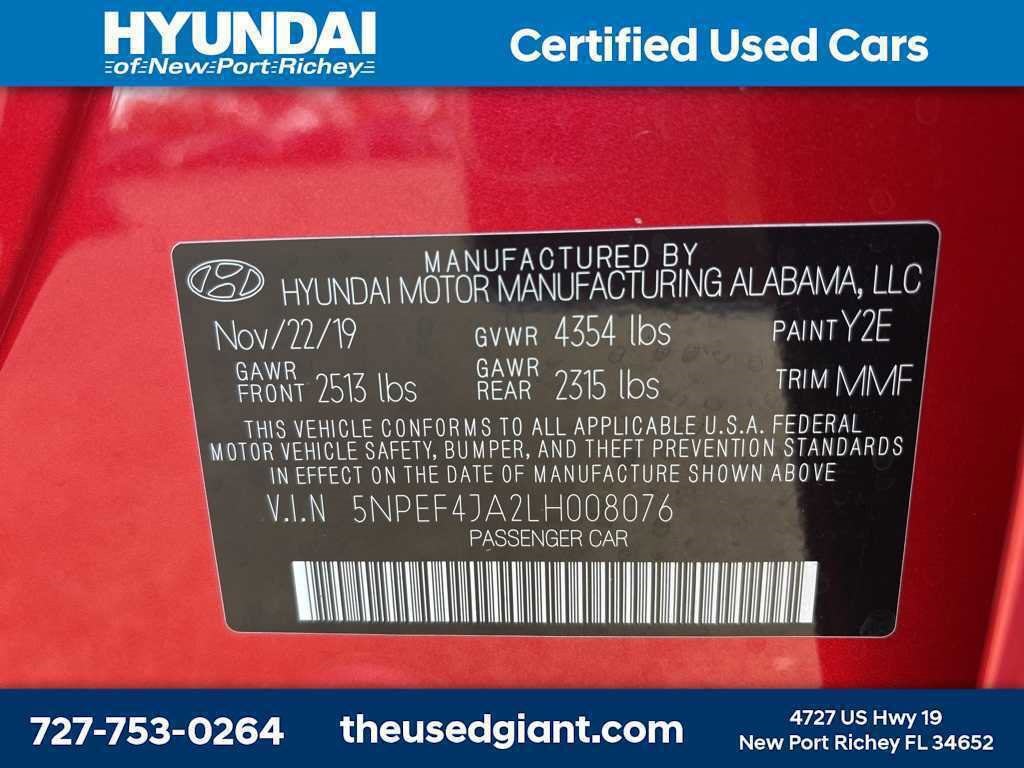 HYUNDAI
of New Port Richey
Certified Used Cars
MANUFACTURED BY
HYUNDAI MOTOR MANUFACTURING ALABAMA, LLC
Nov/22/19 GVWR 4354 lbs PAINT Y2E
GAWR FRONT 2513 lbs GAWR REAR 2315 lbs TRIM MMF
THIS VEHICLE CONFORMS TO ALL APPLICABLE U.S.A. FEDERAL
MOTOR VEHICLE SAFETY, BUMPER, AND THEFT PREVENTION STANDARDS
IN EFFECT ON THE DATE OF MANUFACTURE SHOWN ABOVE
V.I.N 5NPEF4JA2LH008076
PASSENGER CAR
727-753-0264
theusedgiant.com
4727 US Hwy 19
New Port Richey FL 34652